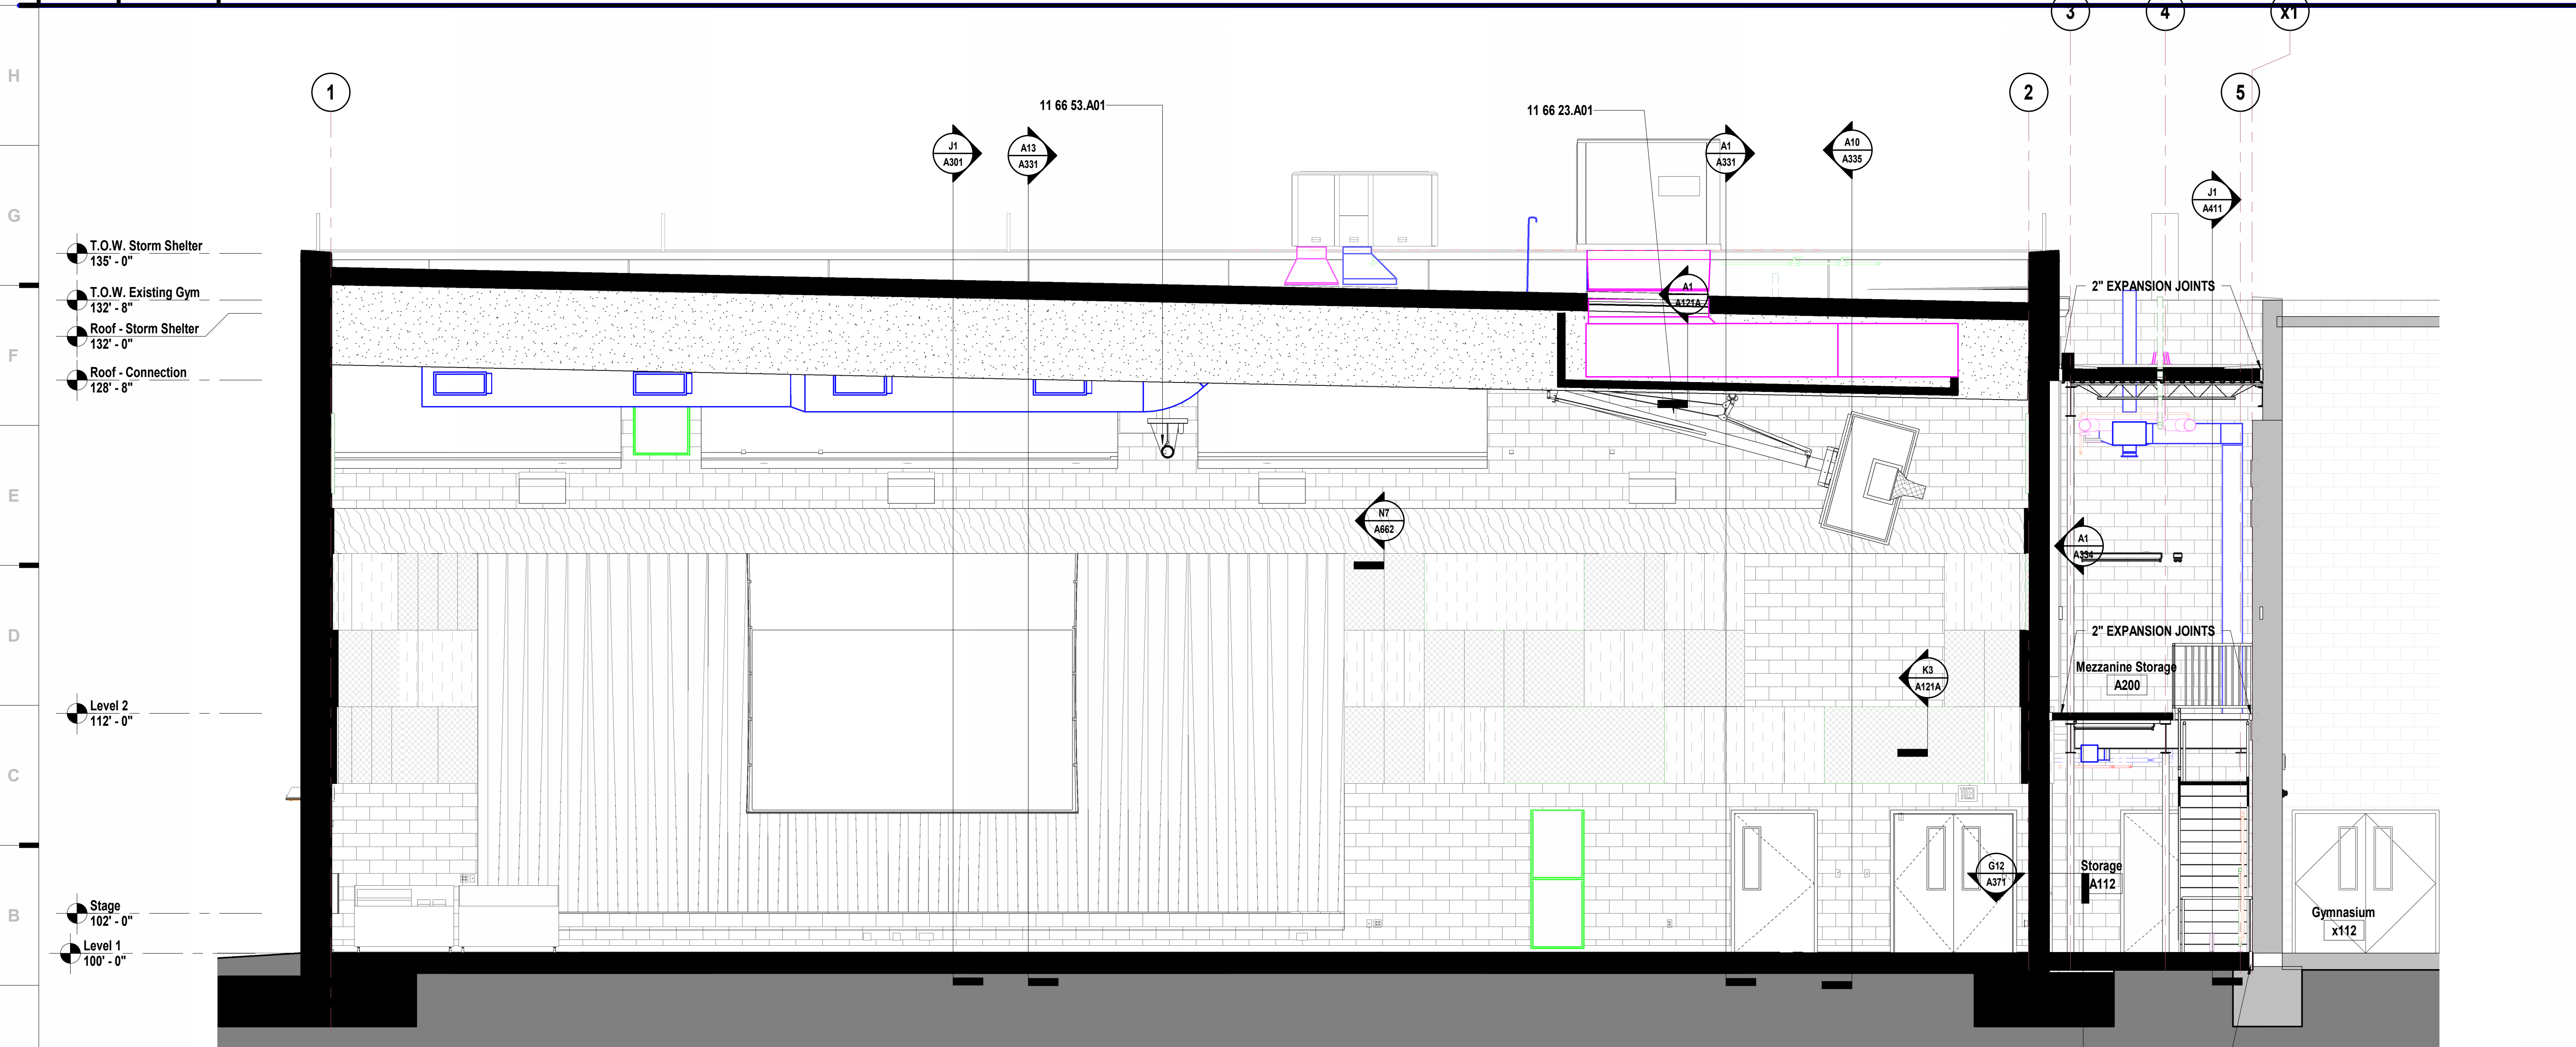 3
4
x1
H
1
2
5
11 66 53.A01
11 66 23.A01
J1
A301
A13
A331
A1
A331
A10
A335
J1
A411
G
T.O.W. Storm Shelter
135' - 0"
2" EXPANSION JOINTS
T.O.W. Existing Gym
132' - 8"
A1
A121A
Roof - Storm Shelter
132' - 0"
F
Roof - Connection
128' - 8"
E
N7
A662
A1
A334
D
2" EXPANSION JOINTS
Mezzanine Storage
A200
K3
A121A
Level 2
112' - 0"
C
G12
A371
Storage
A112
Stage
102' - 0"
B
Gymnasium
x112
Level 1
100' - 0"